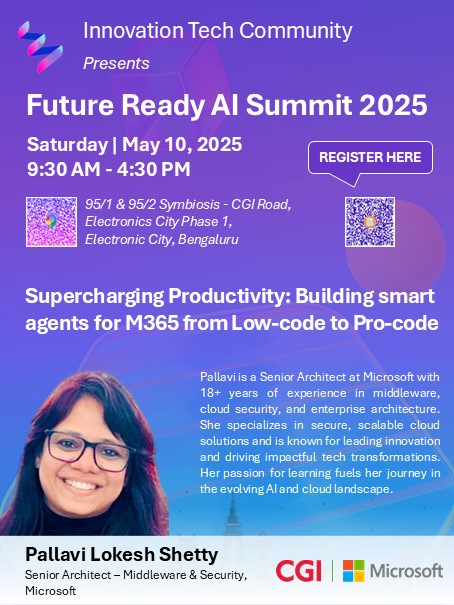 Innovation Tech Community
Presents
Future Ready AI Summit 2025
Saturday | May 10, 2025
9:30 AM - 4:30 PM
REGISTER HERE
95/1 & 95/2 Symbiosis - CGI Road,
Electronics City Phase 1,
Electronic City, Bengaluru
Supercharging Productivity: Building smart
agents for M365 from Low-code to Pro-code
Pallavi is a Senior Architect at Microsoft with
18+ years of experience in middleware,
cloud security, and enterprise architecture.
She specializes in secure, scalable cloud
solutions and is known for leading innovation
and driving impactful tech transformations.
Her passion for learning fuels her journey in
the evolving AI and cloud landscape.
Pallavi Lokesh Shetty
Senior Architect – Middleware & Security,
Microsoft
CGI
Microsoft